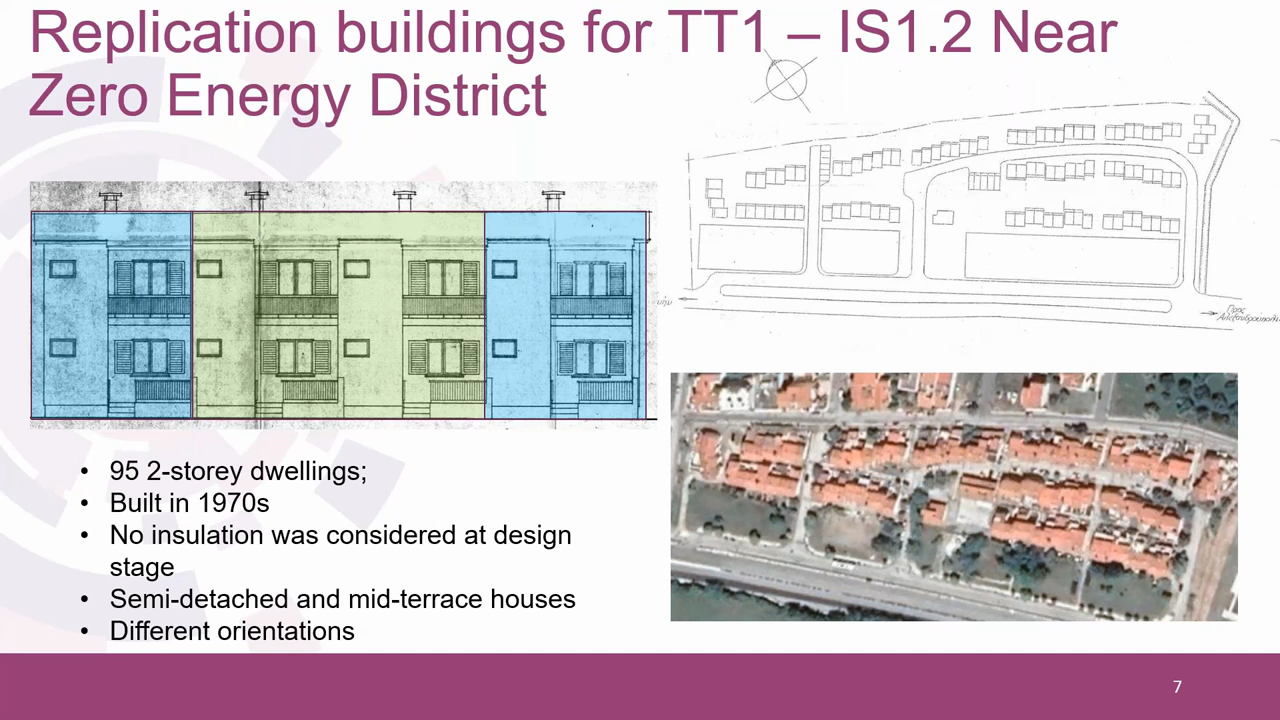 Replication buildings for TT1 – IS1.2 Near
Zero Energy District
• 95 2-storey dwellings;
• Built in 1970s
• No insulation was considered at design
stage
• Semi-detached and mid-terrace houses
• Different orientations
7